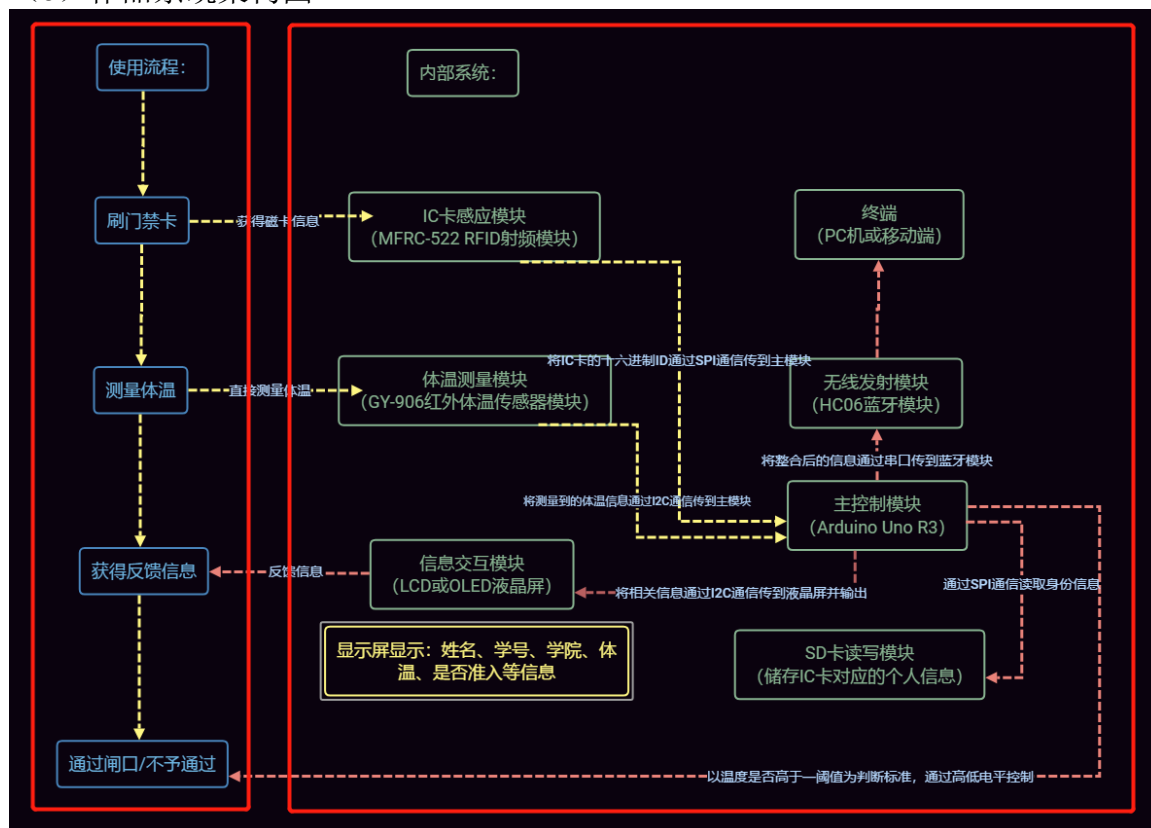 使用流程：
内部系统：
刷门禁卡
获得磁卡信息
IC卡感应模块
（MFRC-522 RFID射频模块）
终端
（PC机或移动端）
将IC卡的十六进制ID通过SPI通信传到主模块
测量体温
直接测量体温
体温测量模块
（GY-906红外体温传感器模块）
无线发射模块
（HC06蓝牙模块）
将整合后的信息通过串口传到蓝牙模块
将测量到的体温信息通过I2C通信传到主模块
主控制模块
（Arduino Uno R3）
获得反馈信息
反馈信息
信息交互模块
（LCD或OLED液晶屏）
将相关信息通过I2C通信传到液晶屏并输出
通过SPI通信读取身份信息
显示屏显示：姓名、学号、学院、体
温、是否准入等信息
SD卡读写模块
（储存IC卡对应的个人信息）
通过闸口/不予通过
以温度是否高于一阈值为判断标准，通过高低电平控制